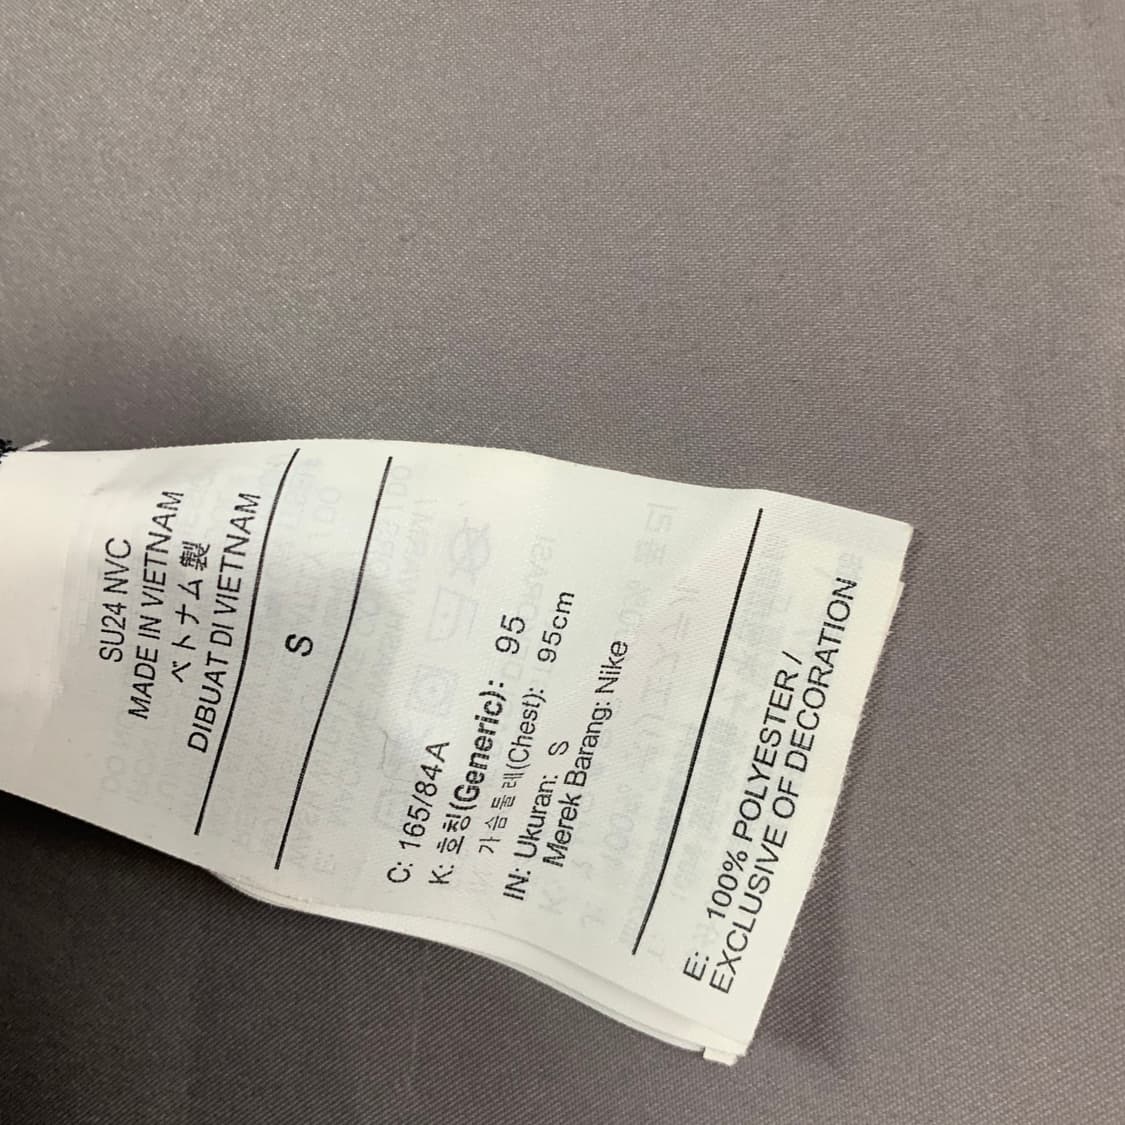 SU24 NVC
MADE IN VIETNAM
ベトナム製
DIBUAT DI VIETNAM
S
C: 165/84A
K: 호칭(Generic): 95
가슴둘레(Chest): 95cm
IN: Ukuran: S
Merek Barang: Nike
E: 100% POLYESTER /
EXCLUSIVE OF DECORATION